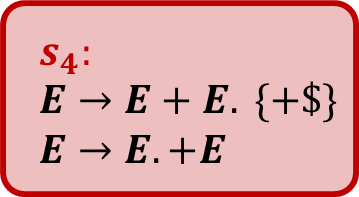 s₄:
E → E + E. {+$}
E → E. +E